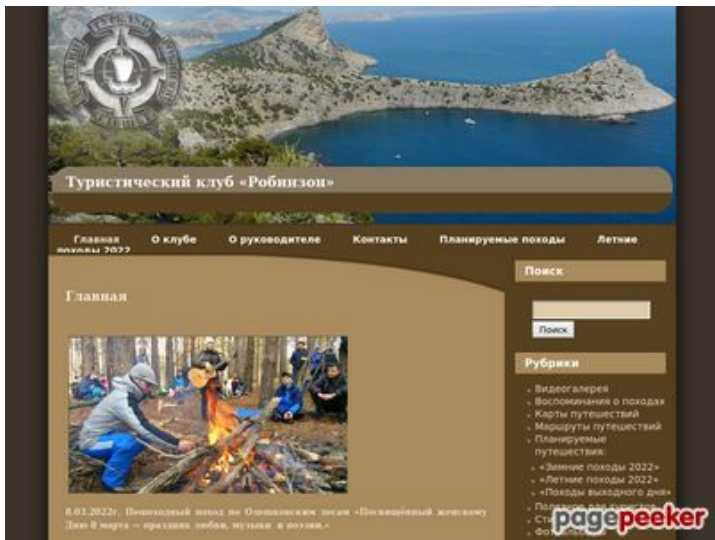 Туристический клуб «Робинзон»
Главная О клубе О руководителе Контакты Планируемые походы Летние
походы 2022
Поиск
Главная
Поиск
Рубрики
Видеогалерея
Воспоминания о походах
Карты путешествий
Маршруты путешествий
Планируемые
путешествия:
«Зимние походы 2022»
«Летние походы 2022»
«Походы выходного дня»
8.03.2022г. Пешеходный поход по Олешковским лесам «Посвящённый женскому
Дню 8 марта — праздник любви, музыки и поэзии.»
pagepeeker